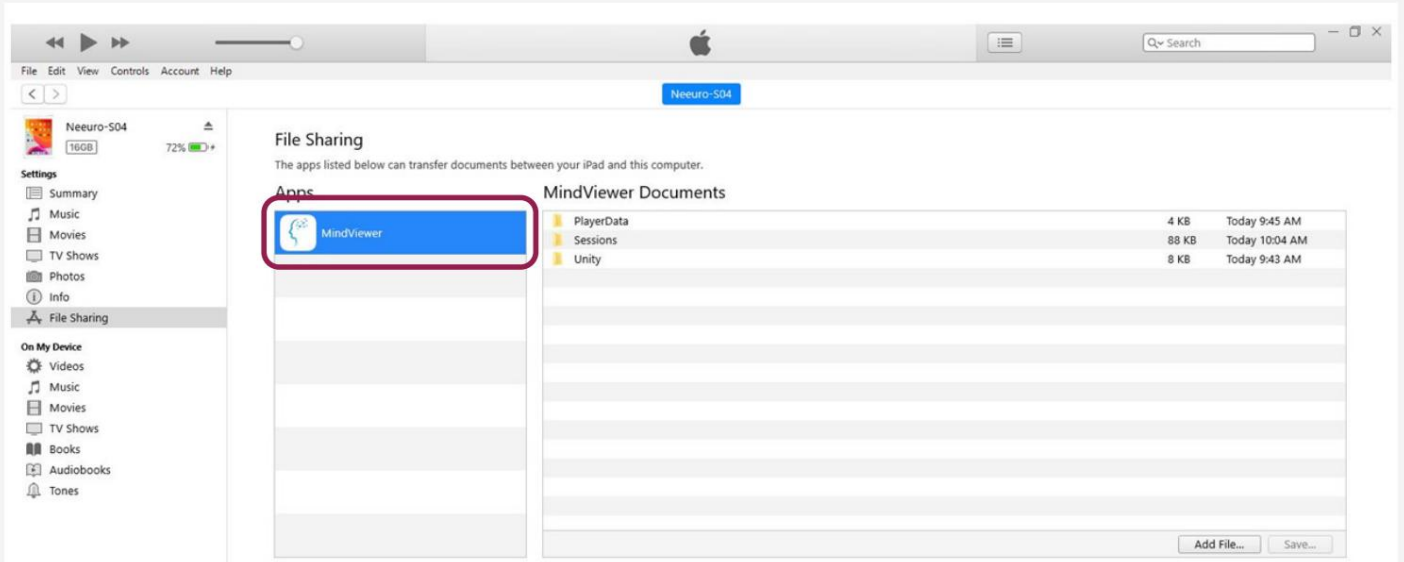 Search
File Edit View Controls Account Help
Neeuro-S04
Neeuro-S04
16GB 72%
Settings
Summary
Music
Movies
TV Shows
Photos
Info
File Sharing
On My Device
Videos
Music
Movies
TV Shows
Books
Audiobooks
Tones
File Sharing
The apps listed below can transfer documents between your iPad and this computer.
Apps
MindViewer
MindViewer Documents
PlayerData 4 KB Today 9:45 AM
Sessions 88 KB Today 10:04 AM
Unity 8 KB Today 9:43 AM
Add File... Save...